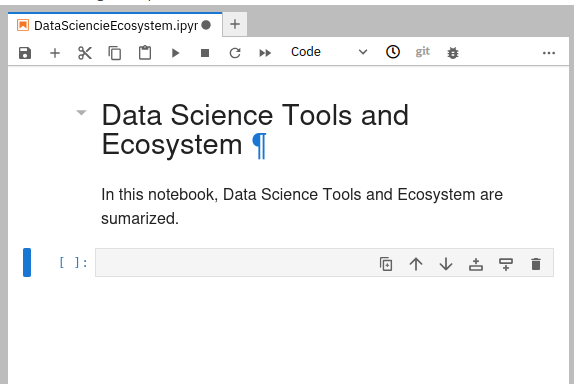 DataSciencieEcosystem.ipyr
Code
git
Data Science Tools and
Ecosystem ¶
In this notebook, Data Science Tools and Ecosystem are
sumarized.
[ ]: